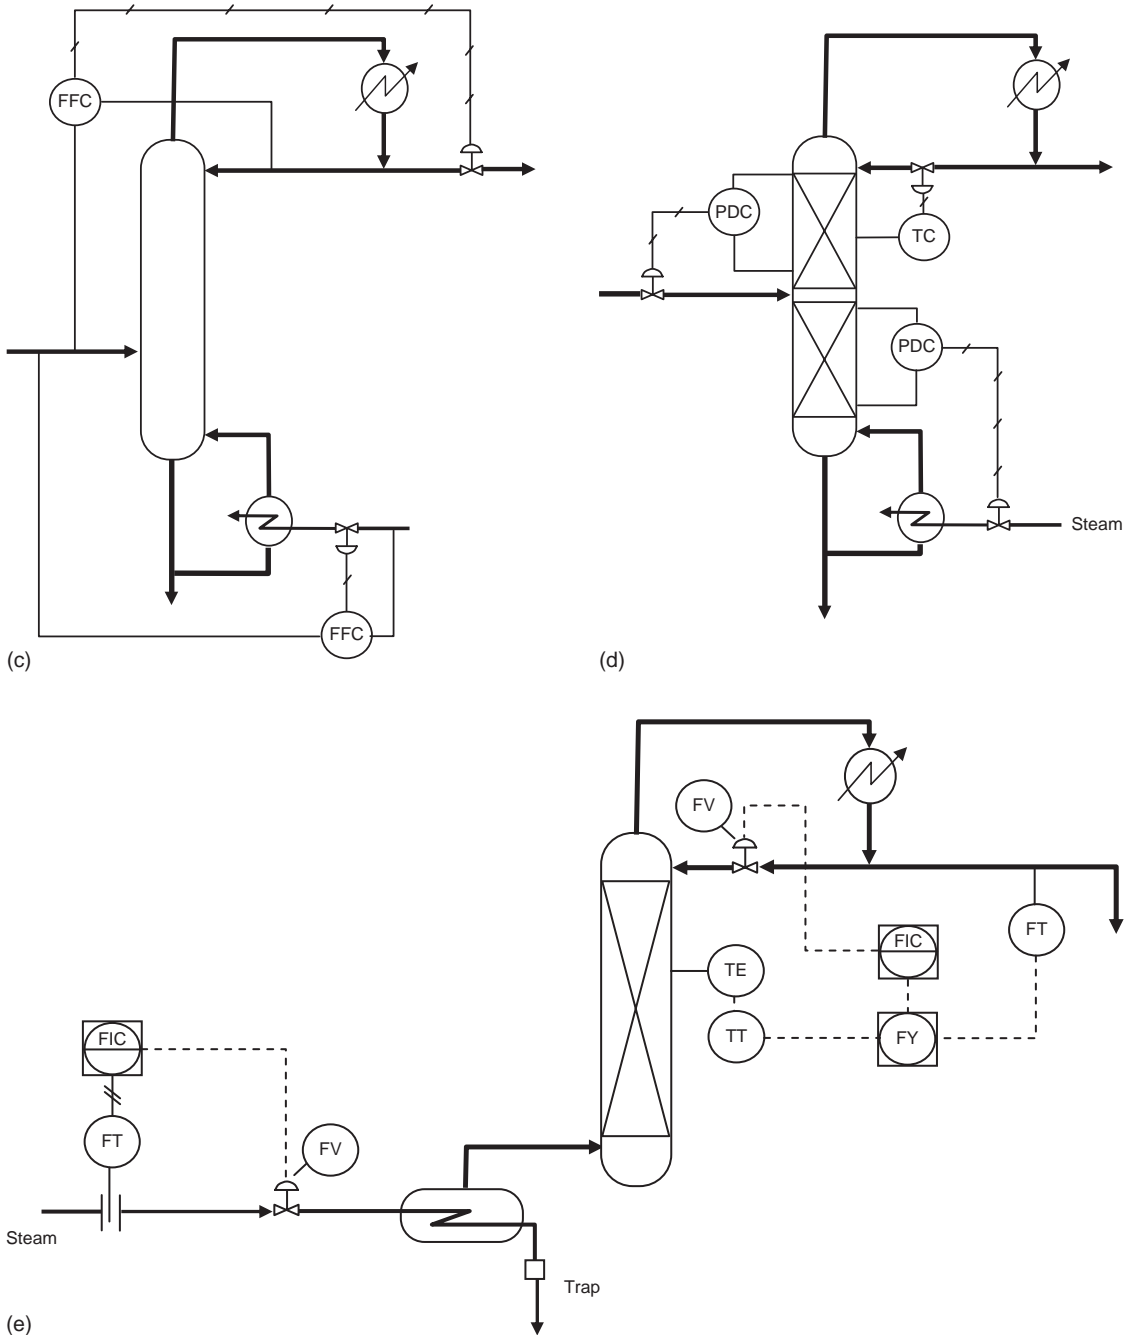 FFC
FFC
(c)
PDC
TC
PDC
Steam
(d)
FV
FIC
FT
TE
TT
FY
FIC
FT
FV
Steam
Trap
(e)